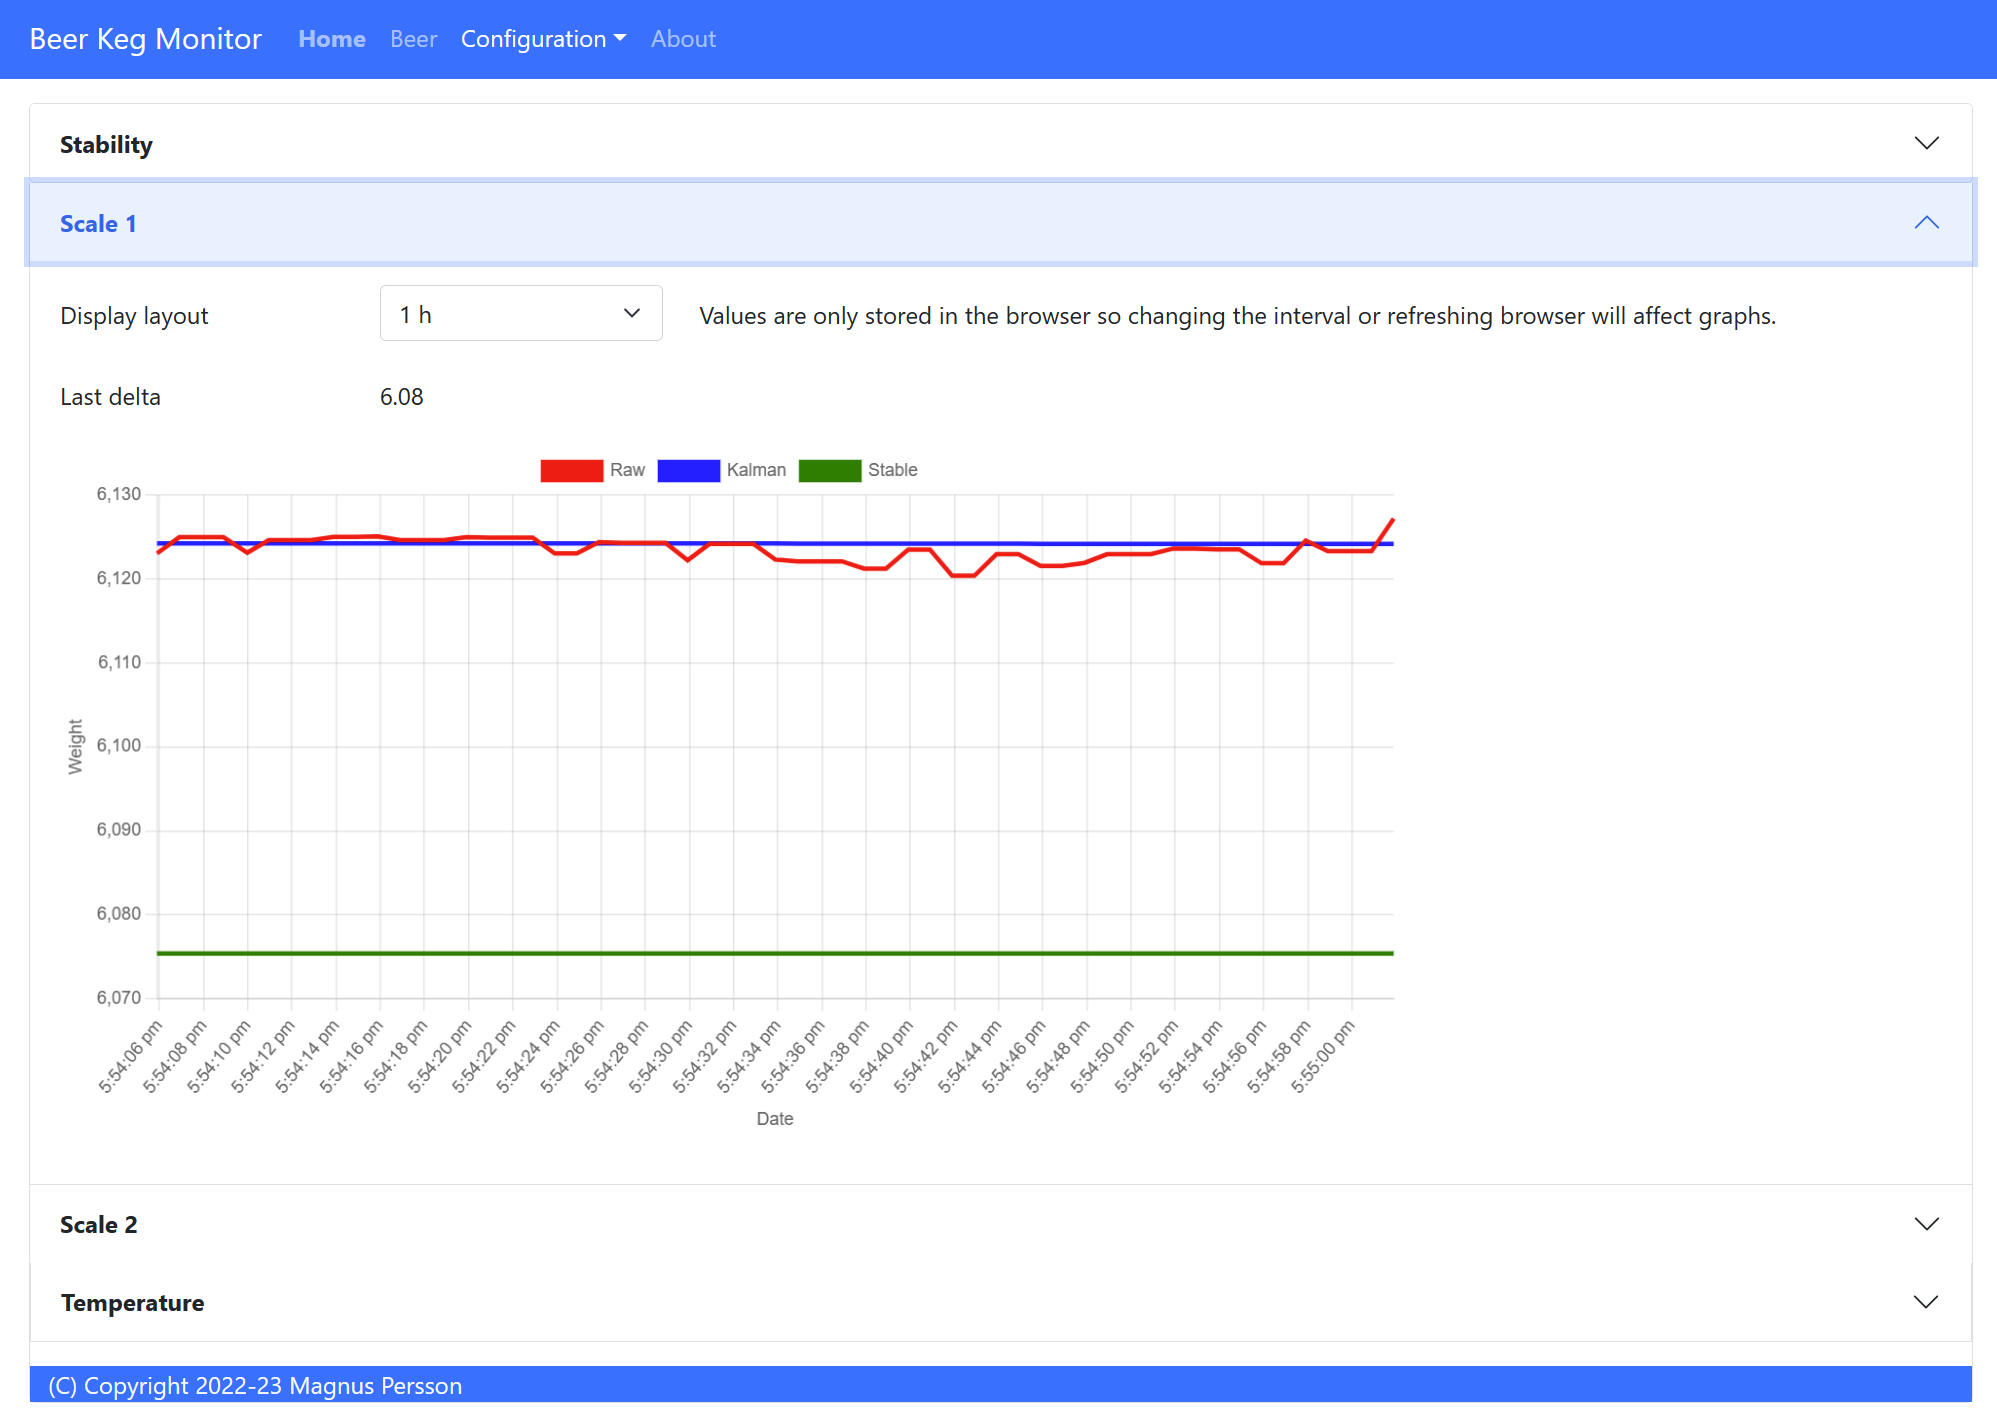 Beer Keg Monitor Home Beer Configuration About
Stability
Scale 1
Display layout 1 h Values are only stored in the browser so changing the interval or refreshing browser will affect graphs.
Last delta 6.08
Raw Kalman Stable
6,130
6,120
6,110
6,100
6,090
6,080
6,070
Weight
5:54:06 pm 5:54:08 pm 5:54:10 pm 5:54:12 pm 5:54:14 pm 5:54:16 pm 5:54:18 pm 5:54:20 pm 5:54:22 pm 5:54:24 pm 5:54:26 pm 5:54:28 pm 5:54:30 pm 5:54:32 pm 5:54:34 pm 5:54:36 pm 5:54:38 pm 5:54:40 pm 5:54:42 pm 5:54:44 pm 5:54:46 pm 5:54:48 pm 5:54:50 pm 5:54:52 pm 5:54:54 pm 5:54:56 pm 5:54:58 pm 5:55:00 pm
Date
Scale 2
Temperature
(C) Copyright 2022-23 Magnus Persson